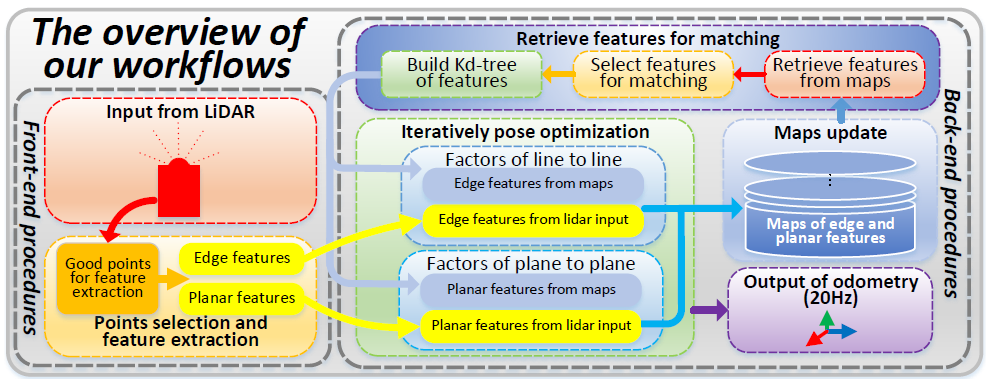 The overview of
our workflows
Front-end procedures
Input from LiDAR
Good points
for feature
extraction
Edge features
Planar features
Points selection and
feature extraction
Back-end procedures
Retrieve features for matching
Build Kd-tree
of features
Select features
for matching
Retrieve features
from maps
Iteratively pose optimization
Factors of line to line
Edge features from maps
Edge features from lidar input
Factors of plane to plane
Planar features from maps
Planar features from lidar input
Maps update
Maps of edge and
planar features
Output of odometry
(20Hz)